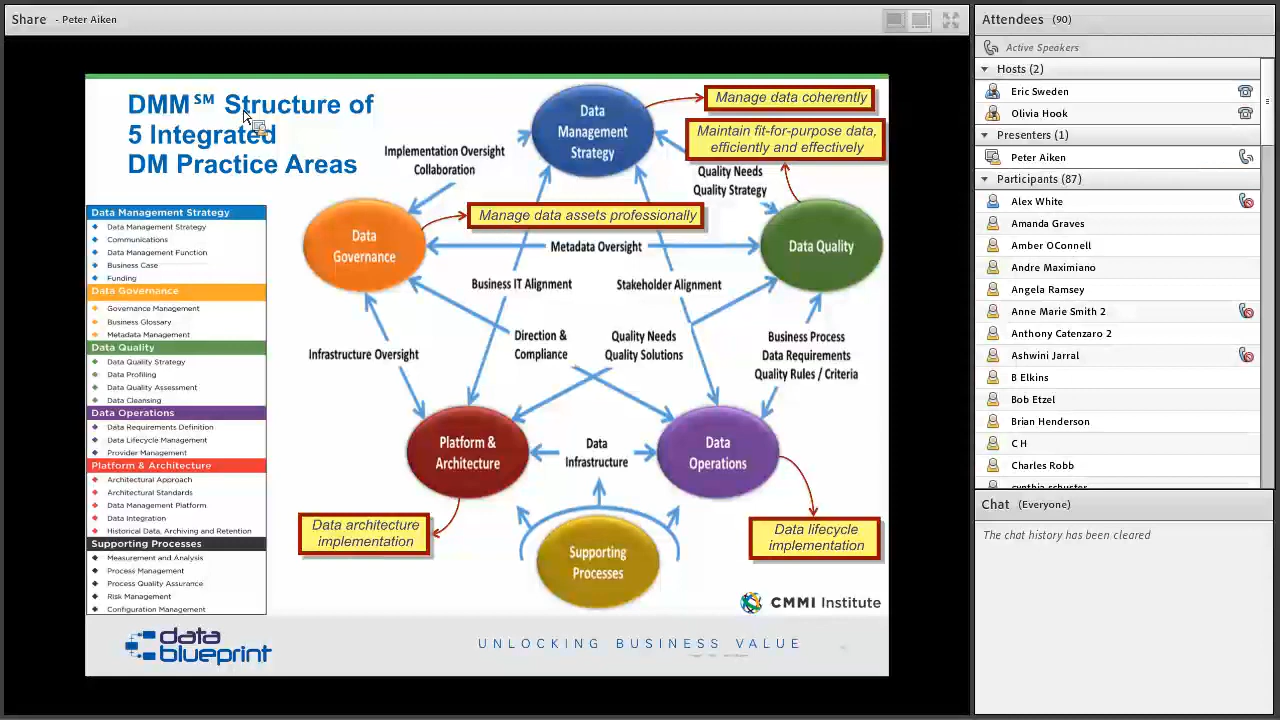 Share - Peter Aiken
DMM℠ Structure of
5 Integrated
DM Practice Areas
Data Management Strategy
Data Management Strategy
Communications
Data Management Function
Business Case
Funding
Data Governance
Governance Management
Business Glossary
Metadata Management
Data Quality
Data Quality Strategy
Data Profiling
Data Quality Assessment
Data Cleansing
Data Operations
Data Requirements Definition
Data Lifecycle Management
Provider Management
Platform & Architecture
Architectural Approach
Architectural Standards
Data Management Platform
Data Integration
Historical Data, Archiving and Retention
Supporting Processes
Measurement and Analysis
Process Management
Process Quality Assurance
Risk Management
Configuration Management
Data
Management
Strategy
Manage data coherently
Maintain fit-for-purpose data,
efficiently and effectively
Implementation Oversight
Collaboration
Quality Needs
Quality Strategy
Manage data assets professionally
Data
Governance
Metadata Oversight
Data Quality
Business IT Alignment
Stakeholder Alignment
Infrastructure Oversight
Direction &
Compliance
Quality Needs
Quality Solutions
Business Process
Data Requirements
Quality Rules / Criteria
Platform &
Architecture
Data
Infrastructure
Data
Operations
Data architecture
implementation
Supporting
Processes
Data lifecycle
implementation
CMMI Institute
data
blueprint
UNLOCKING BUSINESS VALUE
Attendees (90)
Active Speakers
Hosts (2)
Eric Sweden
Olivia Hook
Presenters (1)
Peter Aiken
Participants (87)
Alex White
Amanda Graves
Amber OConnell
Andre Maximiano
Angela Ramsey
Anne Marie Smith 2
Anthony Catenzaro 2
Ashwini Jarral
B Elkins
Bob Etzel
Brian Henderson
C H
Charles Robb
Chat (Everyone)
The chat history has been cleared